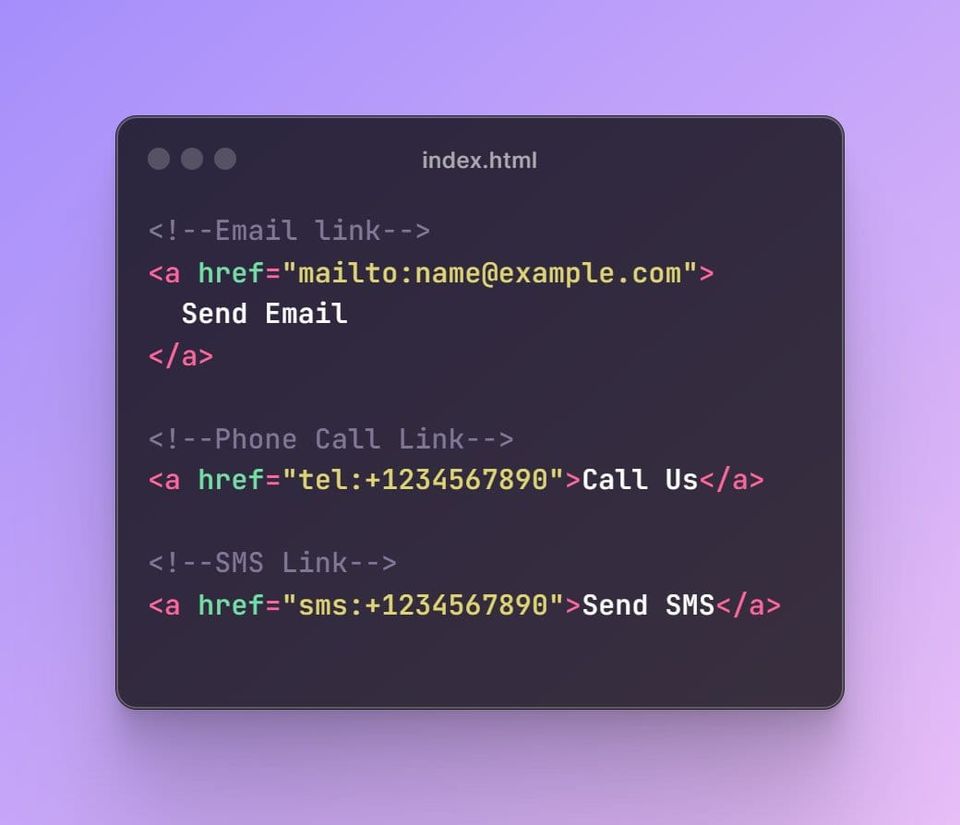 index.html
<!--Email link-->
<a href="mailto:name@example.com">
  Send Email
</a>
<!--Phone Call Link-->
<a href="tel:+1234567890">Call Us</a>
<!--SMS Link-->
<a href="sms:+1234567890">Send SMS</a>